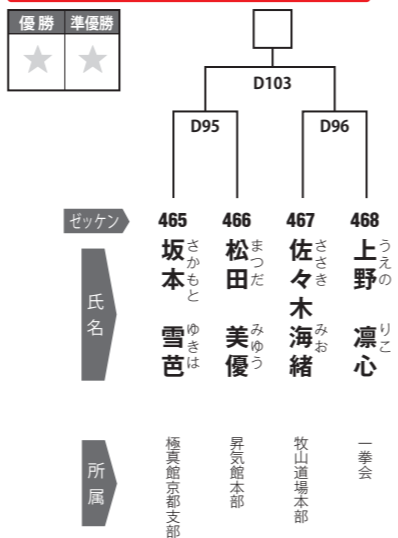 優勝 準優勝
D103
D95 D96
ゼッケン 465 466 467 468
氏名
坂本 雪芭 さかもと ゆきは
松田 美優 まつだ みゆう
佐々木 海緒 ささき みお
上野 凛心 うえの りこ
所属
極真館京都支部
昇気館本部
牧山道場本部
一拳会